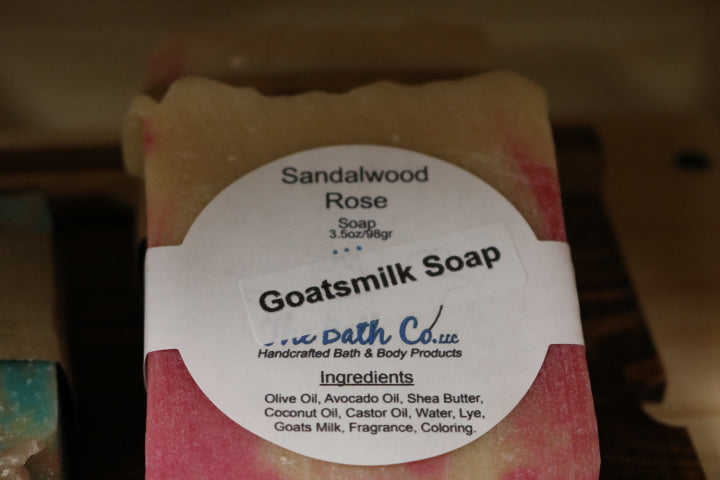 Sandalwood
Rose
Soap
3.5oz/98gr
Goatsmilk Soap
The Bath Co. LLC
Handcrafted Bath & Body Products
Ingredients
Olive Oil, Avocado Oil, Shea Butter,
Coconut Oil, Castor Oil, Water, Lye,
Goats Milk, Fragrance, Coloring.